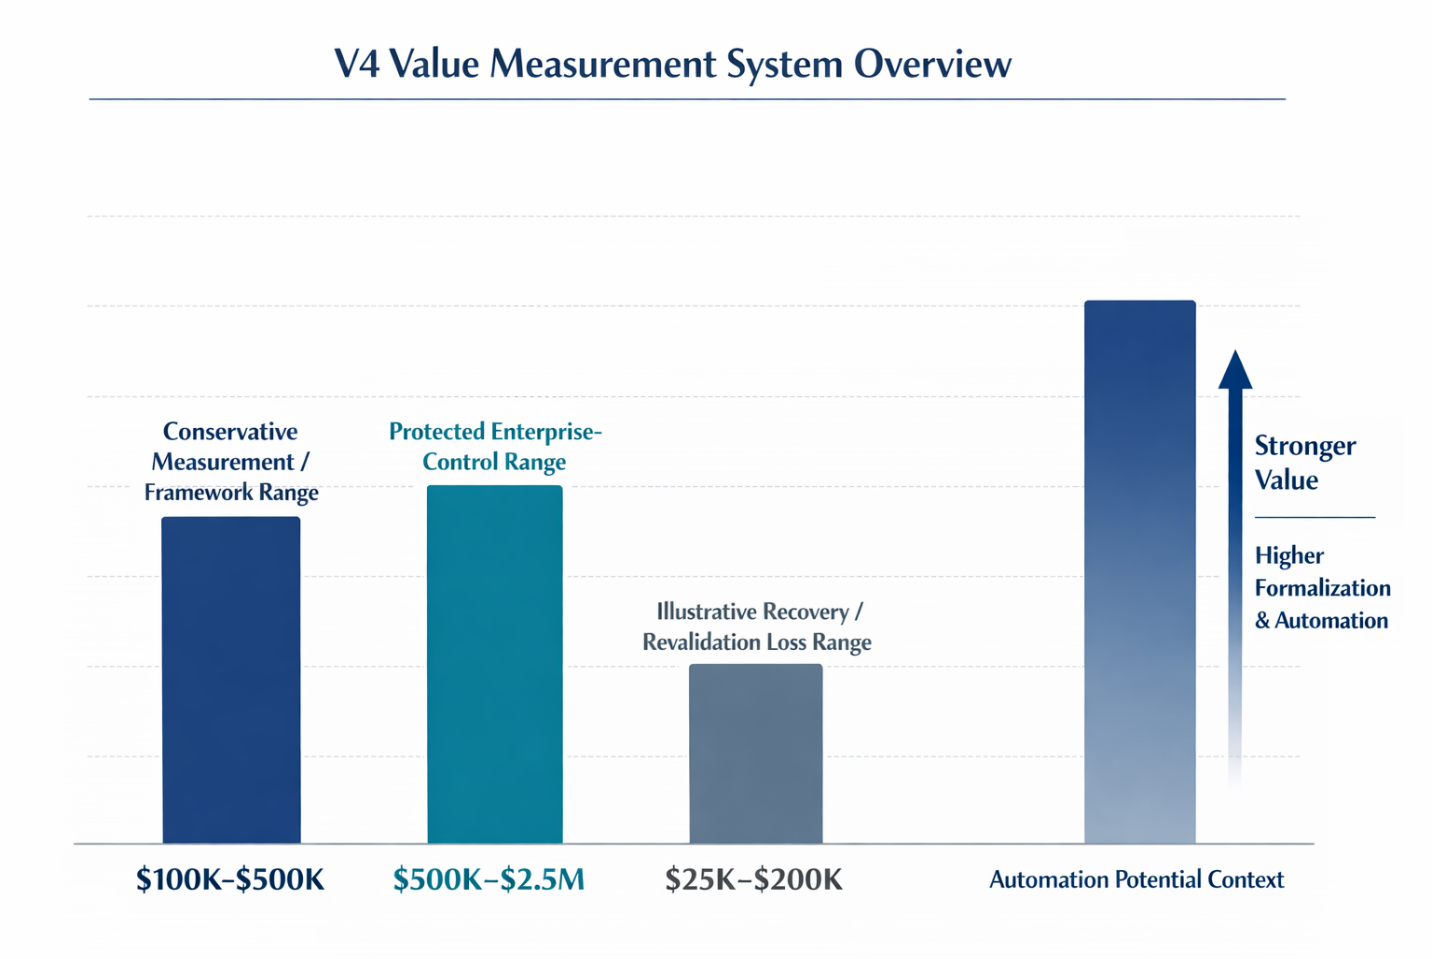 V4 Value Measurement System Overview
Conservative
Measurement /
Framework Range
Protected Enterprise-
Control Range
Illustrative Recovery /
Revalidation Loss Range
Stronger
Value
Higher
Formalization
& Automation
$100K–$500K
$500K–$2.5M
$25K–$200K
Automation Potential Context